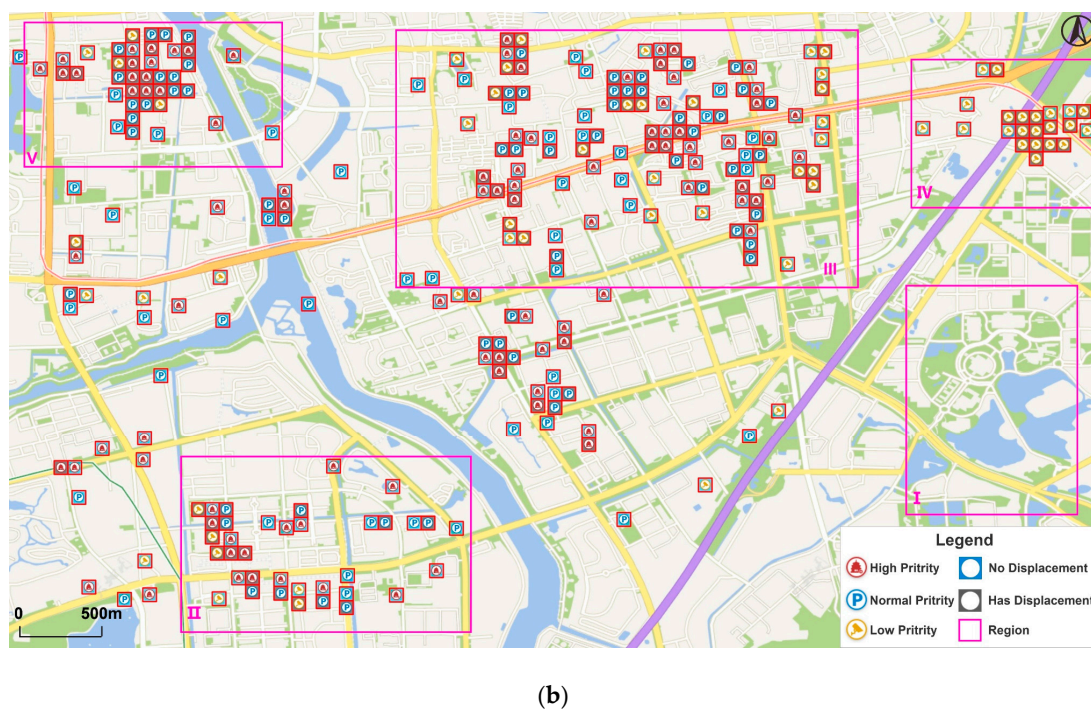 V
IV
III
I
II
0 500m
Legend
High Pritrity
No Displacement
Normal Pritrity
Has Displacement
Low Pritrity
Region
(b)